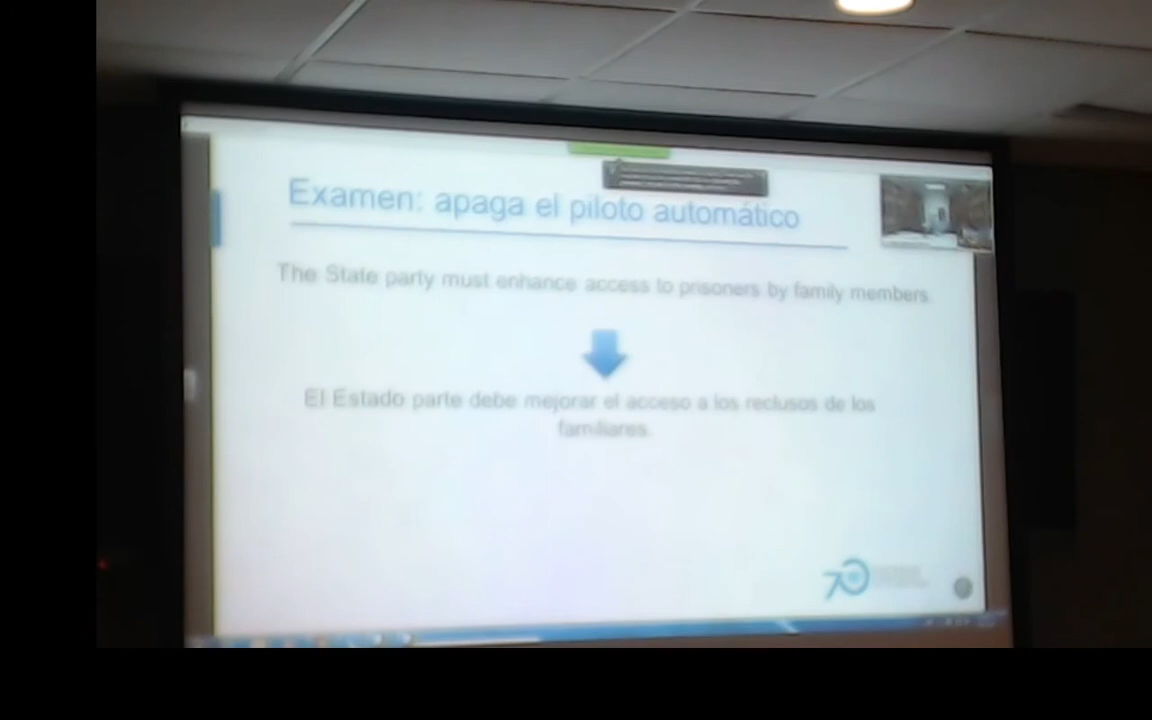 Examen: apaga el piloto automático
The State party must enhance access to prisoners by family members.
El Estado parte debe mejorar el acceso a los reclusos de los
familiares.
70